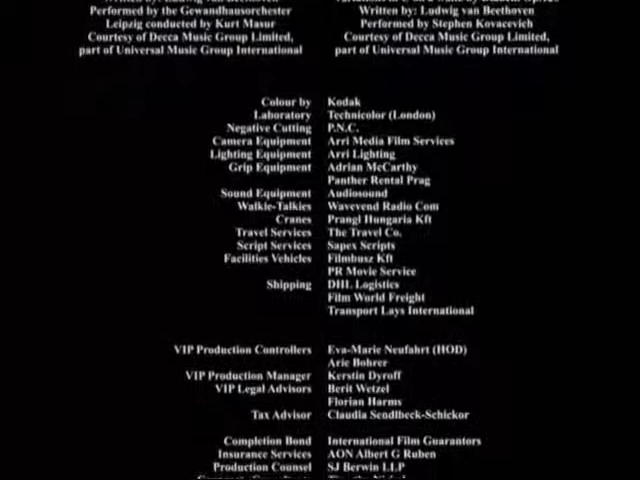 Performed by the Gewandhausorchester
Leipzig conducted by Kurt Masur
Courtesy of Decca Music Group Limited,
part of Universal Music Group International
Written by: Ludwig van Beethoven
Performed by Stephen Kovacevich
Courtesy of Decca Music Group Limited,
part of Universal Music Group International
Colour by Kodak
Laboratory Technicolor (London)
Negative Cutting P.N.C.
Camera Equipment Arri Media Film Services
Lighting Equipment Arri Lighting
Grip Equipment Adrian McCarthy
Panther Rental Prag
Sound Equipment Audiosound
Walkie-Talkies Wavevend Radio Com
Cranes Prangl Hungaria Kft
Travel Services The Travel Co.
Script Services Sapex Scripts
Facilities Vehicles Filmbusz Kft
PR Movie Service
Shipping DHL Logistics
Film World Freight
Transport Lays International
VIP Production Controllers Eva-Marie Neufahrt (HOD)
Arie Bohrer
VIP Production Manager Kerstin Dyroff
VIP Legal Advisors Berit Wetzel
Florian Harms
Tax Advisor Claudia Sendlbeck-Schickor
Completion Bond International Film Guarantors
Insurance Services AON Albert G Ruben
Production Counsel SJ Berwin LLP